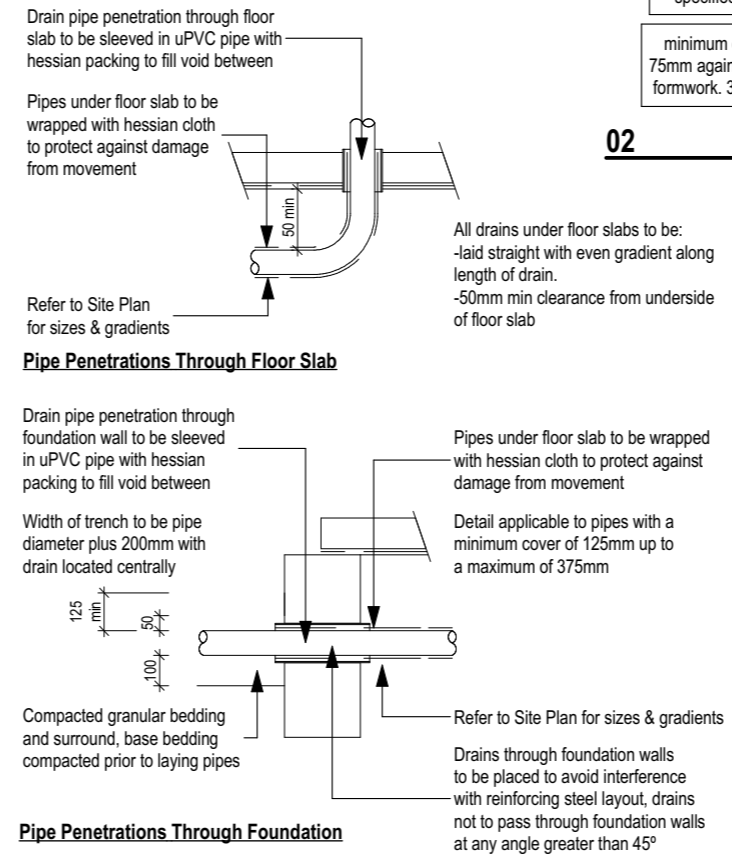 Drain pipe penetration through floor
slab to be sleeved in uPVC pipe with
hessian packing to fill void between
Pipes under floor slab to be
wrapped with hessian cloth
to protect against damage
from movement
50 min
Refer to Site Plan
for sizes & gradients
minimum
75mm
formwork.
02
All drains under floor slabs to be:
-laid straight with even gradient along
length of drain.
-50mm min clearance from underside
of floor slab
Pipe Penetrations Through Floor Slab
Drain pipe penetration through
foundation wall to be sleeved
in uPVC pipe with hessian
packing to fill void between
Width of trench to be pipe
diameter plus 200mm with
drain located centrally
125
min
50
100
Compacted granular bedding
and surround, base bedding
compacted prior to laying pipes
Pipes under floor slab to be wrapped
with hessian cloth to protect against
damage from movement
Detail applicable to pipes with a
minimum cover of 125mm up to
a maximum of 375mm
Refer to Site Plan for sizes & gradients
Drains through foundation walls
to be placed to avoid interference
with reinforcing steel layout, drains
not to pass through foundation walls
at any angle greater than 45º
Pipe Penetrations Through Foundation